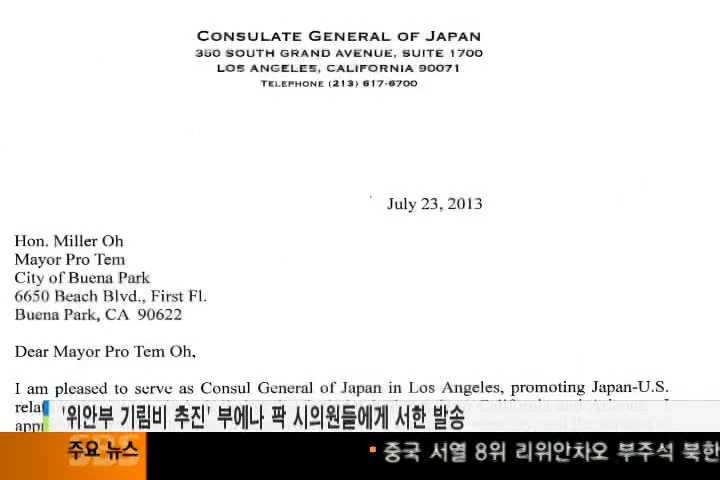 CONSULATE GENERAL OF JAPAN
350 SOUTH GRAND AVENUE, SUITE 1700
LOS ANGELES, CALIFORNIA 90071
TELEPHONE (213) 617-6700
July 23, 2013
Hon. Miller Oh
Mayor Pro Tem
City of Buena Park
6650 Beach Blvd., First Fl.
Buena Park, CA 90622
Dear Mayor Pro Tem Oh,
I am pleased to serve as Consul General of Japan in Los Angeles, promoting Japan-U.S.
'위안부 기림비 추진' 부에나 팍 시의원들에게 서한 발송
SBS
주요 뉴스
• 중국 서열 8위 리위안차오 부주석 북한